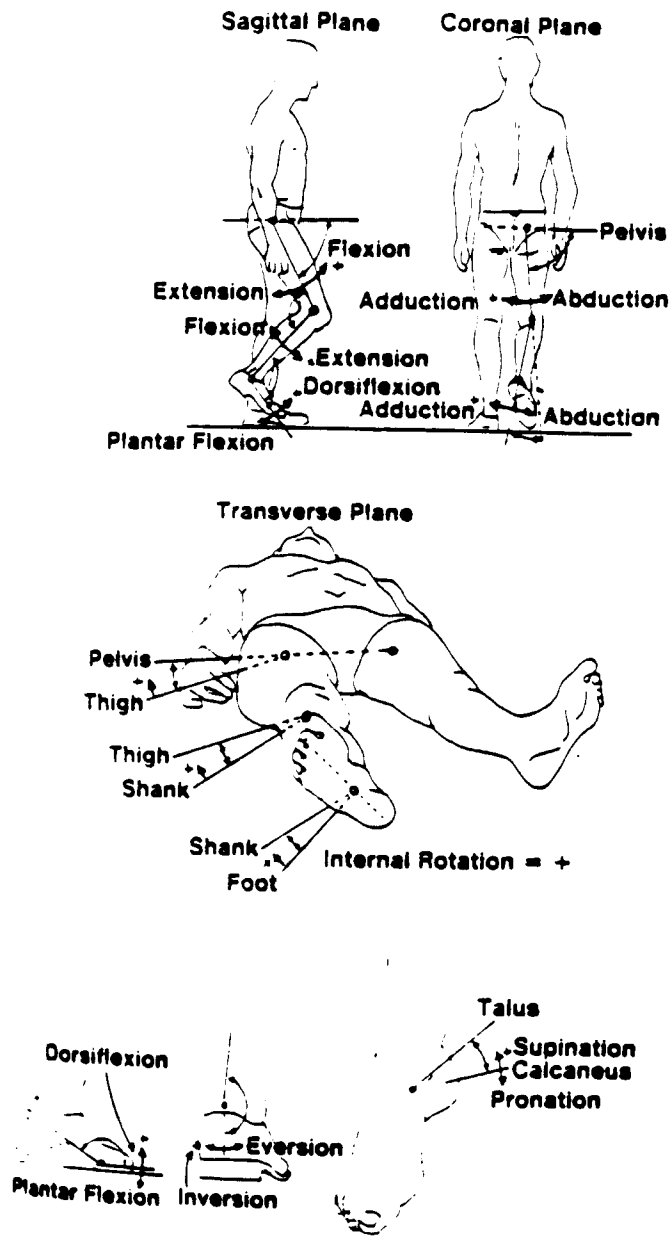 Sagittal Plane
Coronal Plane
Flexion
+
Pelvis
Extension
Adduction +
Abduction
Flexion
Extension
Dorsiflexion
Adduction +
Abduction
Plantar Flexion
Transverse Plane
Pelvis
+
Thigh
Thigh
+
Shank
Shank
Foot
Internal Rotation = +
Talus
Dorsiflexion
+ Supination
Calcaneus
Pronation
+
Eversion
Plantar Flexion
Inversion